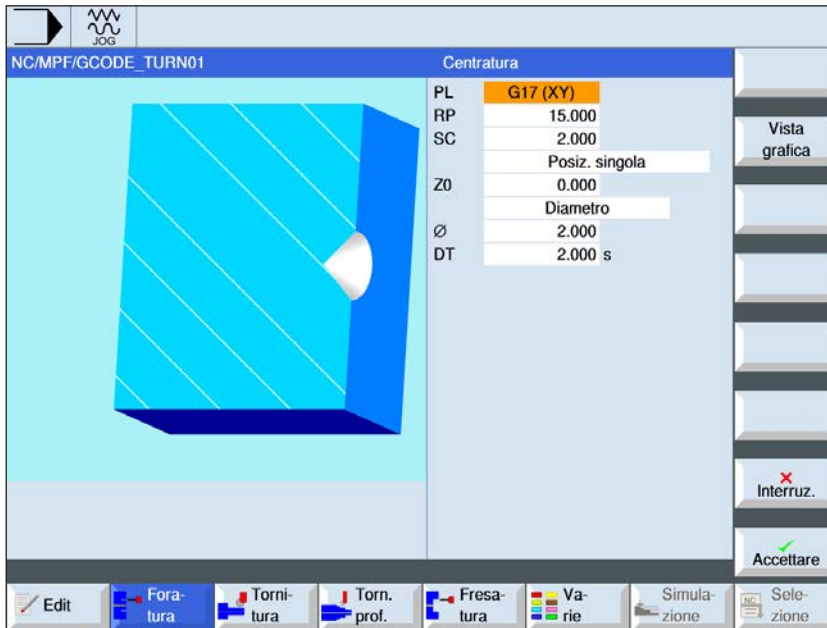 JOG
NC/MPF/GCODE_TURN01
Centratura
PL G17 (XY)
RP 15.000
SC 2.000
Posiz. singola
Z0 0.000
Diametro
Ø 2.000
DT 2.000 s
Vista
grafica
Interruz.
Accettare
Edit
Fora-
tura
Torni-
tura
Torn.
prof.
Fresa-
tura
Va-
rie
Simula-
zione
NC
Sele-
zione